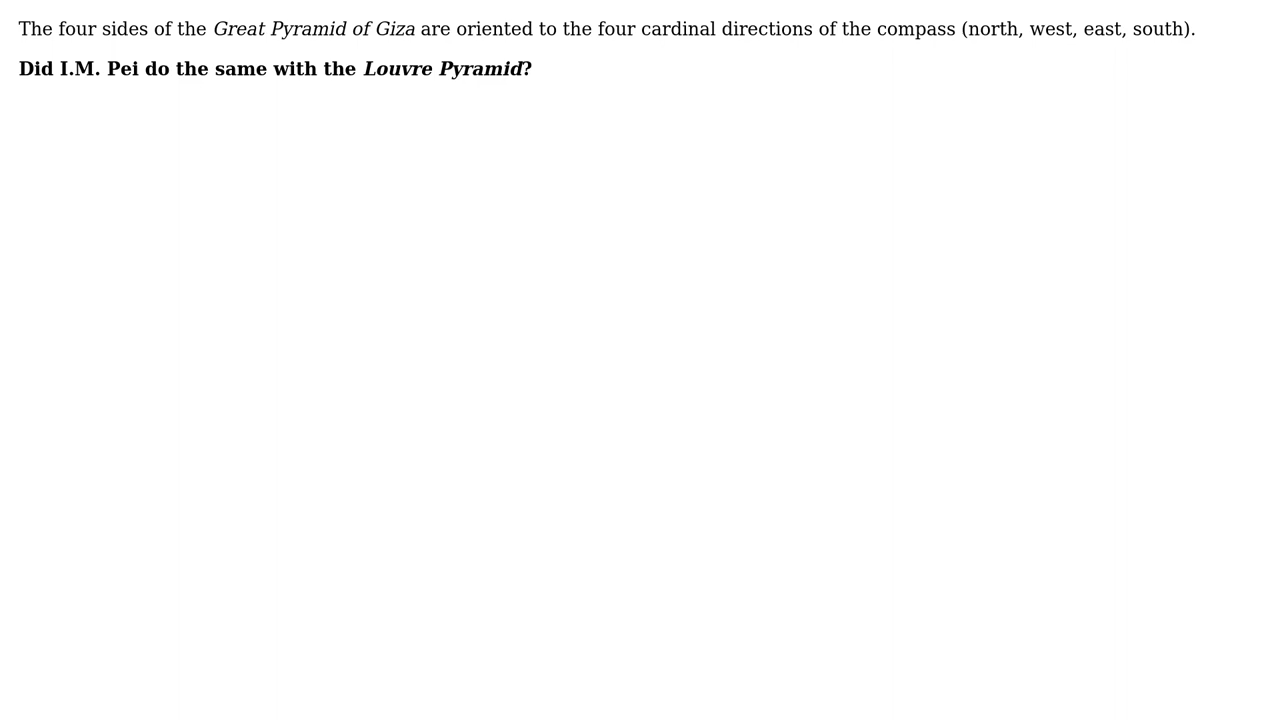 The four sides of the Great Pyramid of Giza are oriented to the four cardinal directions of the compass (north, west, east, south).
Did I.M. Pei do the same with the Louvre Pyramid?